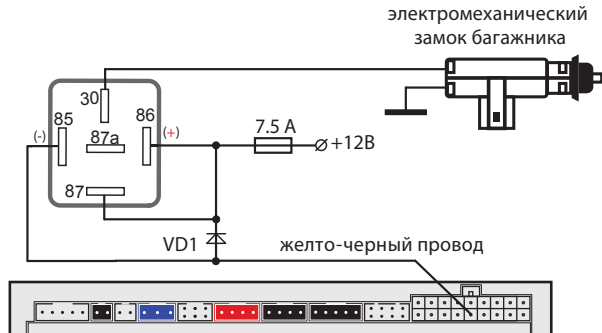 электромеханический
замок багажника
30
85
86
87a
(-)
(+)
7.5 А
+12В
87
VD1
желто-черный провод